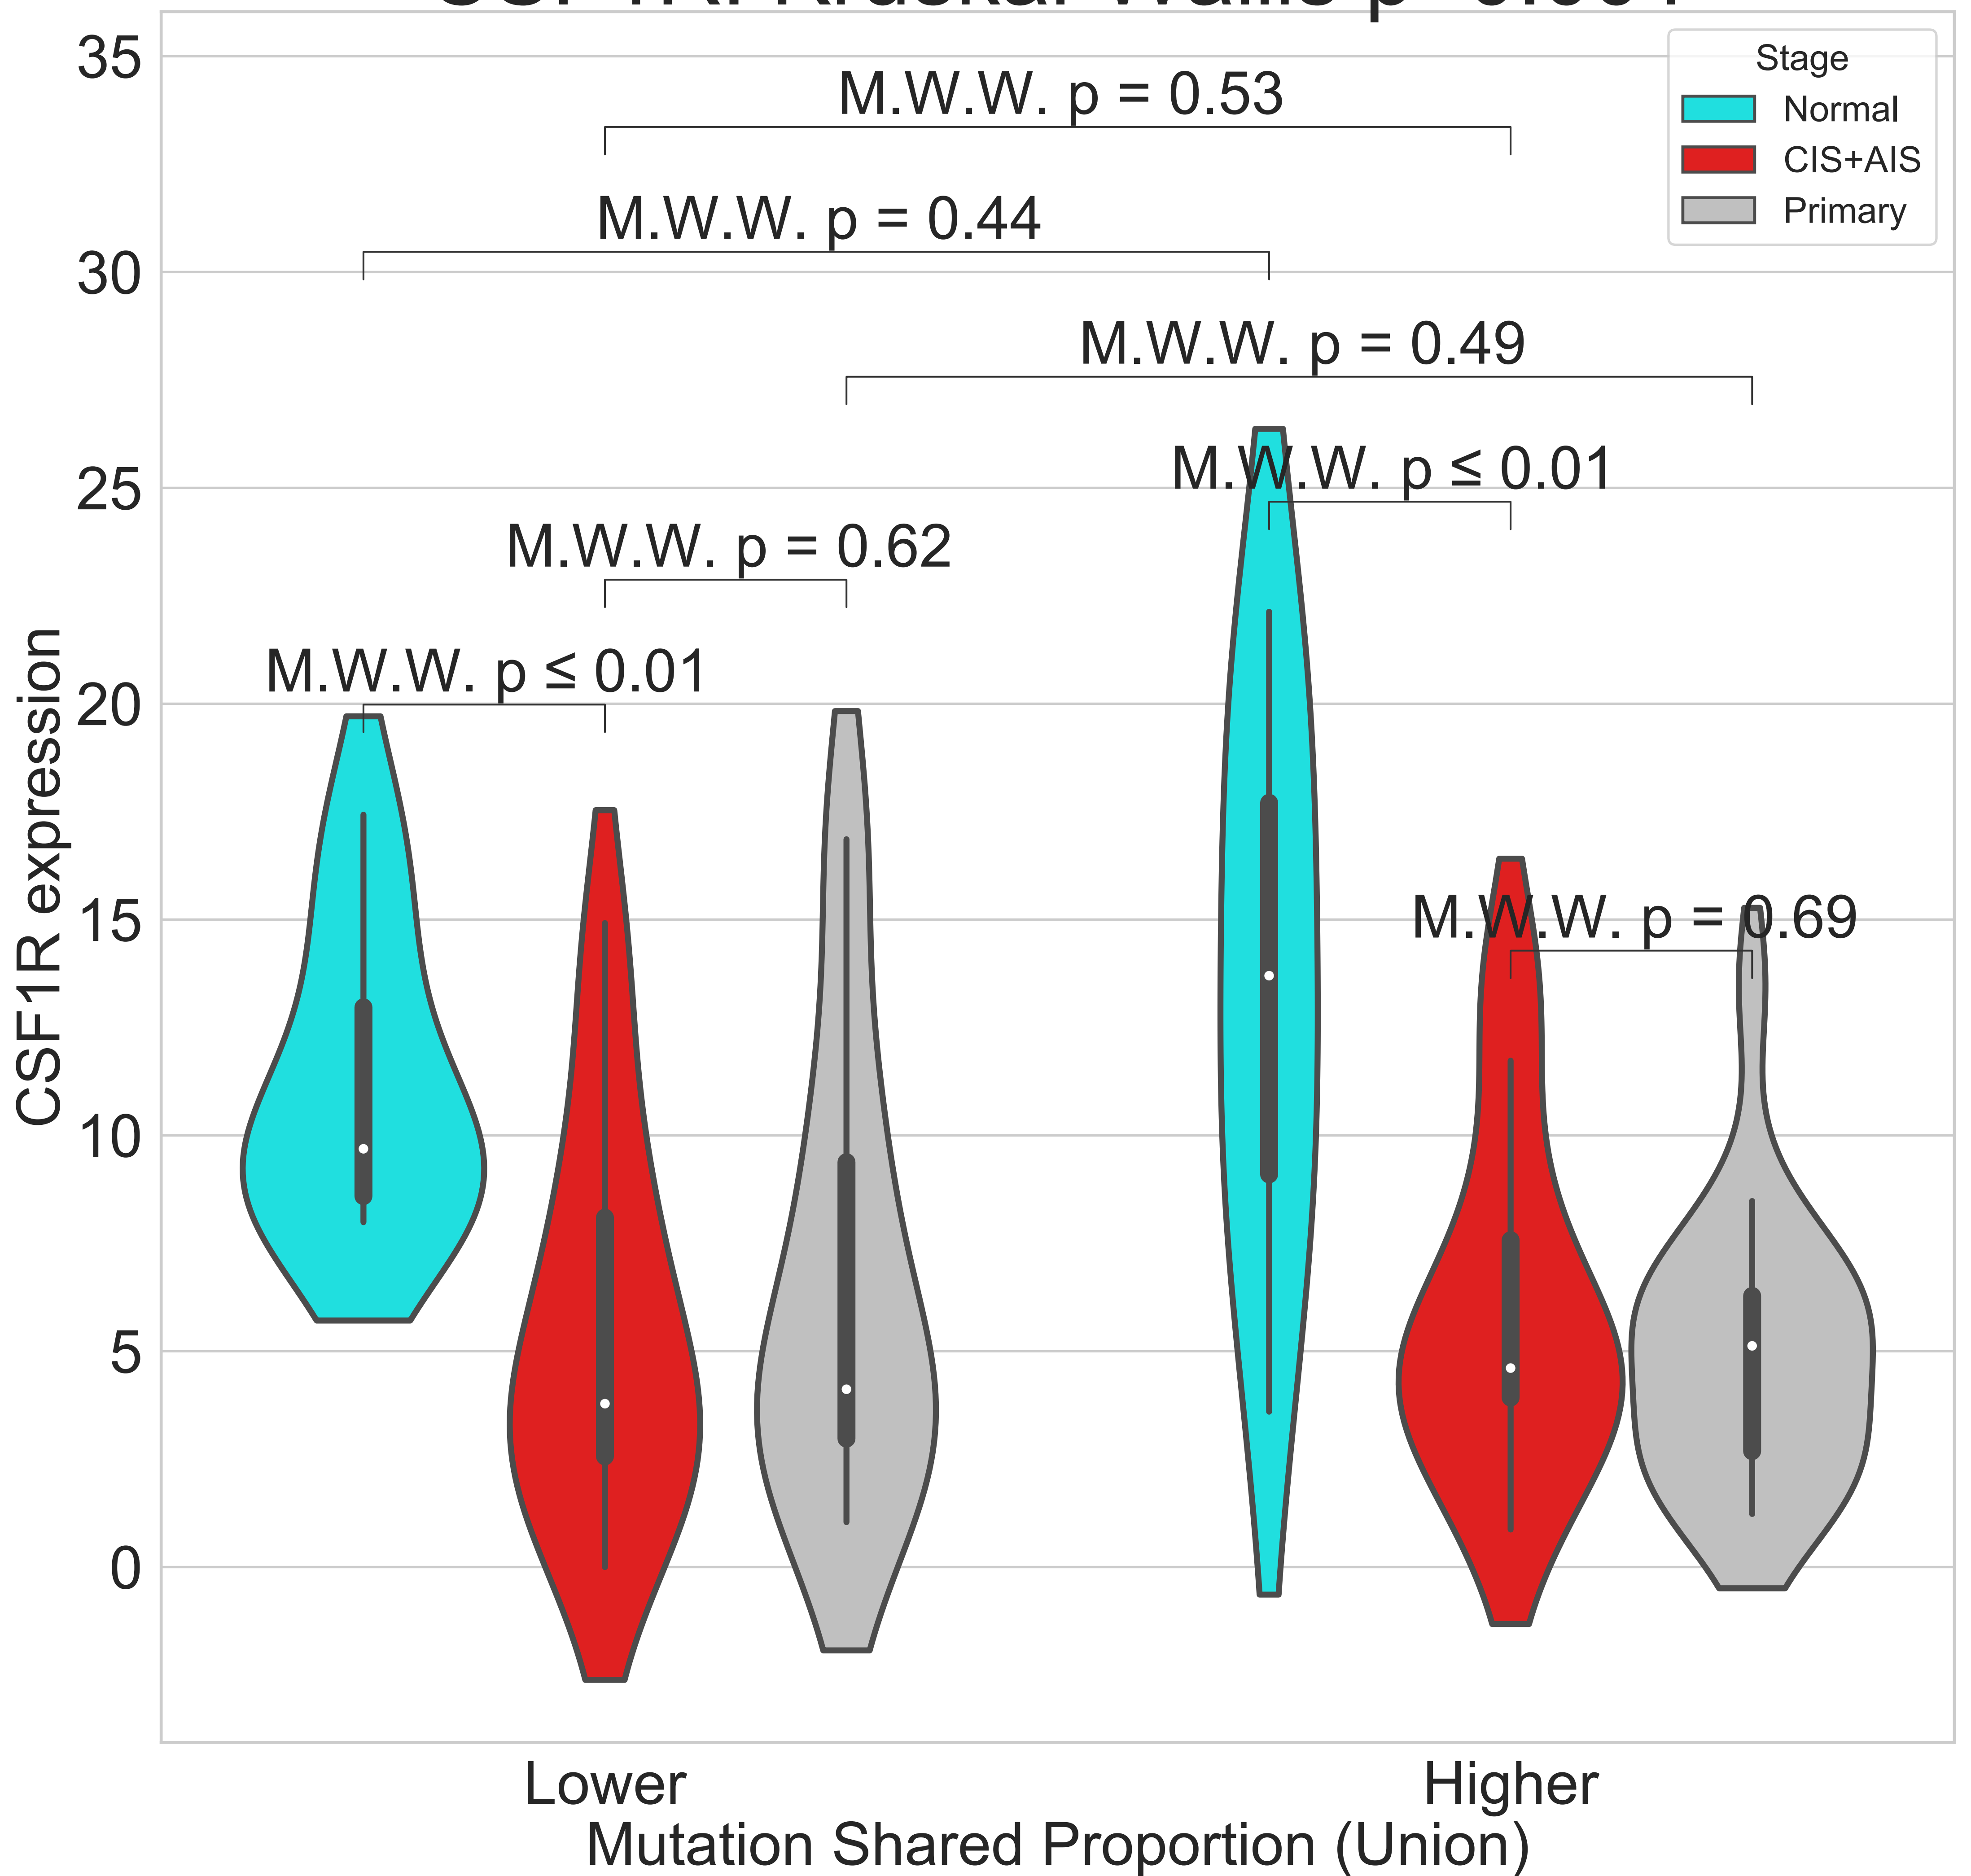 35
Stage
Normal
CIS+AIS
Primary
M.W.W. p = 0.53
M.W.W. p = 0.44
30
M.W.W. p = 0.49
M.W.W. p ≤ 0.01
25
M.W.W. p = 0.62
M.W.W. p ≤ 0.01
20
M.W.W. p = 0.69
15
CSF1R expression
10
5
0
Lower
Higher
Mutation Shared Proportion (Union)